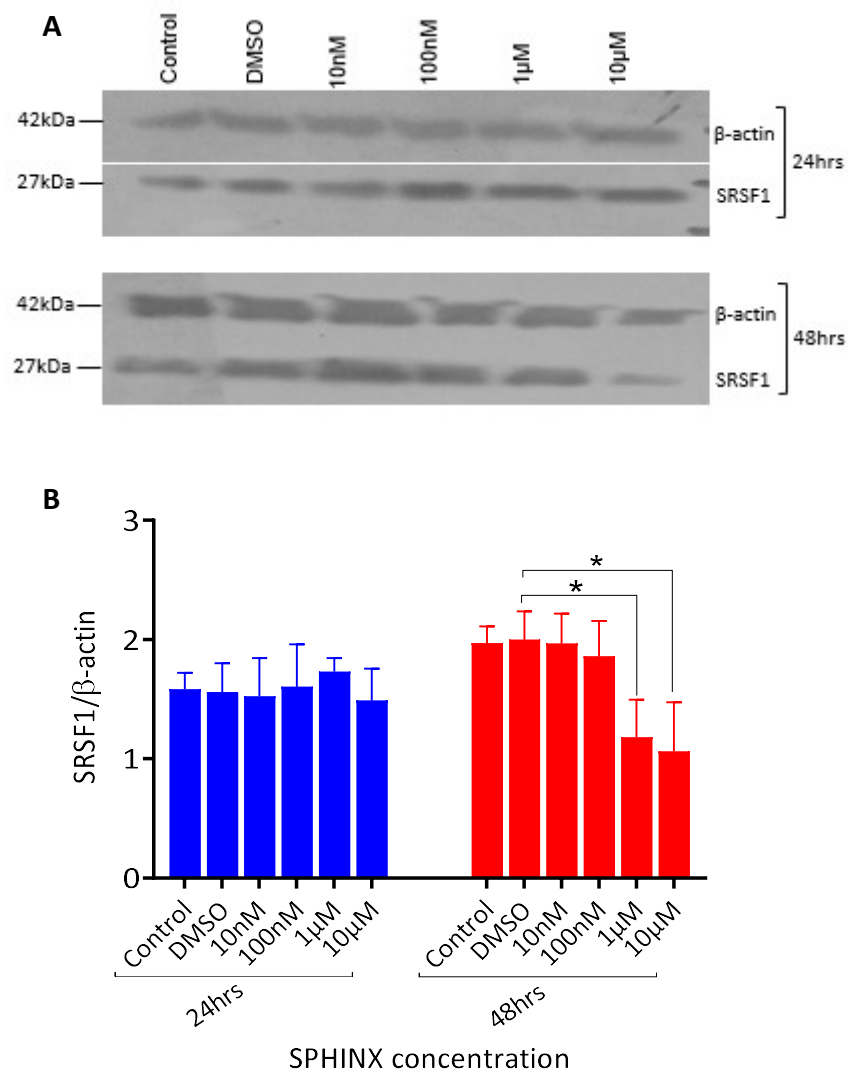 A
Control DMSO 10nM 100nM 1µM 10µM
42kDa β-actin
27kDa SRSF1
24hrs
42kDa β-actin
27kDa SRSF1
48hrs
B
3
2
1
0
SRSF1/β-actin
* *
Control DMSO 10nM 100nM 1µM 10µM
Control DMSO 10nM 100nM 1µM 10µM
24hrs 48hrs
SPHINX concentration